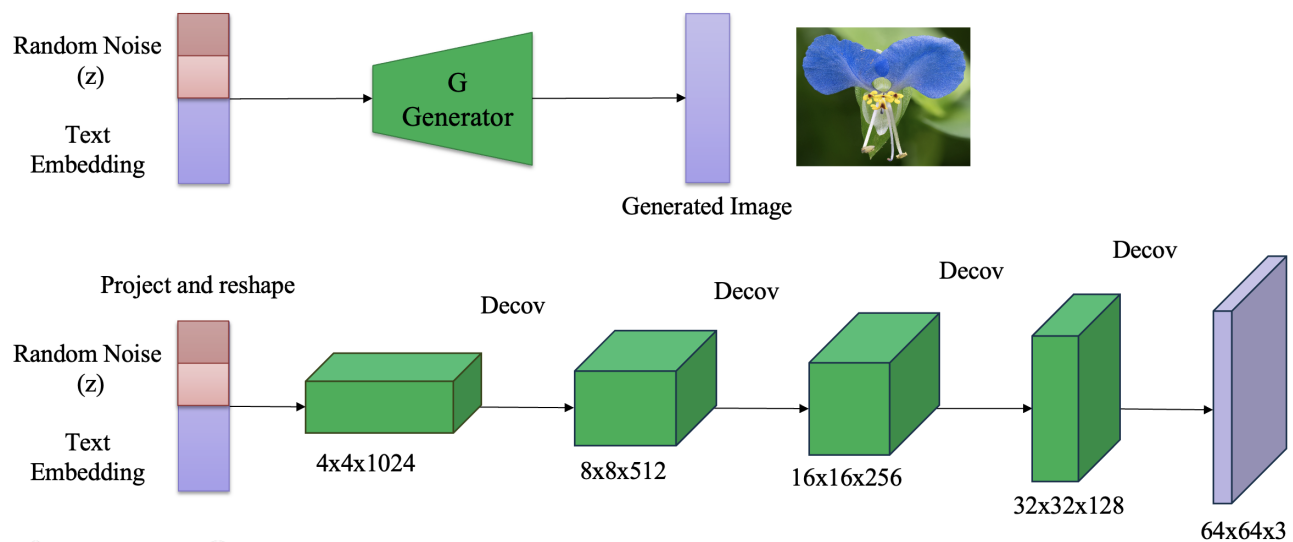 Random Noise
(z)
Text
Embedding
G
Generator
Generated Image
Project and reshape
Decov
Decov
Decov
Decov
Random Noise
(z)
Text
Embedding
4x4x1024
8x8x512
16x16x256
32x32x128
64x64x3